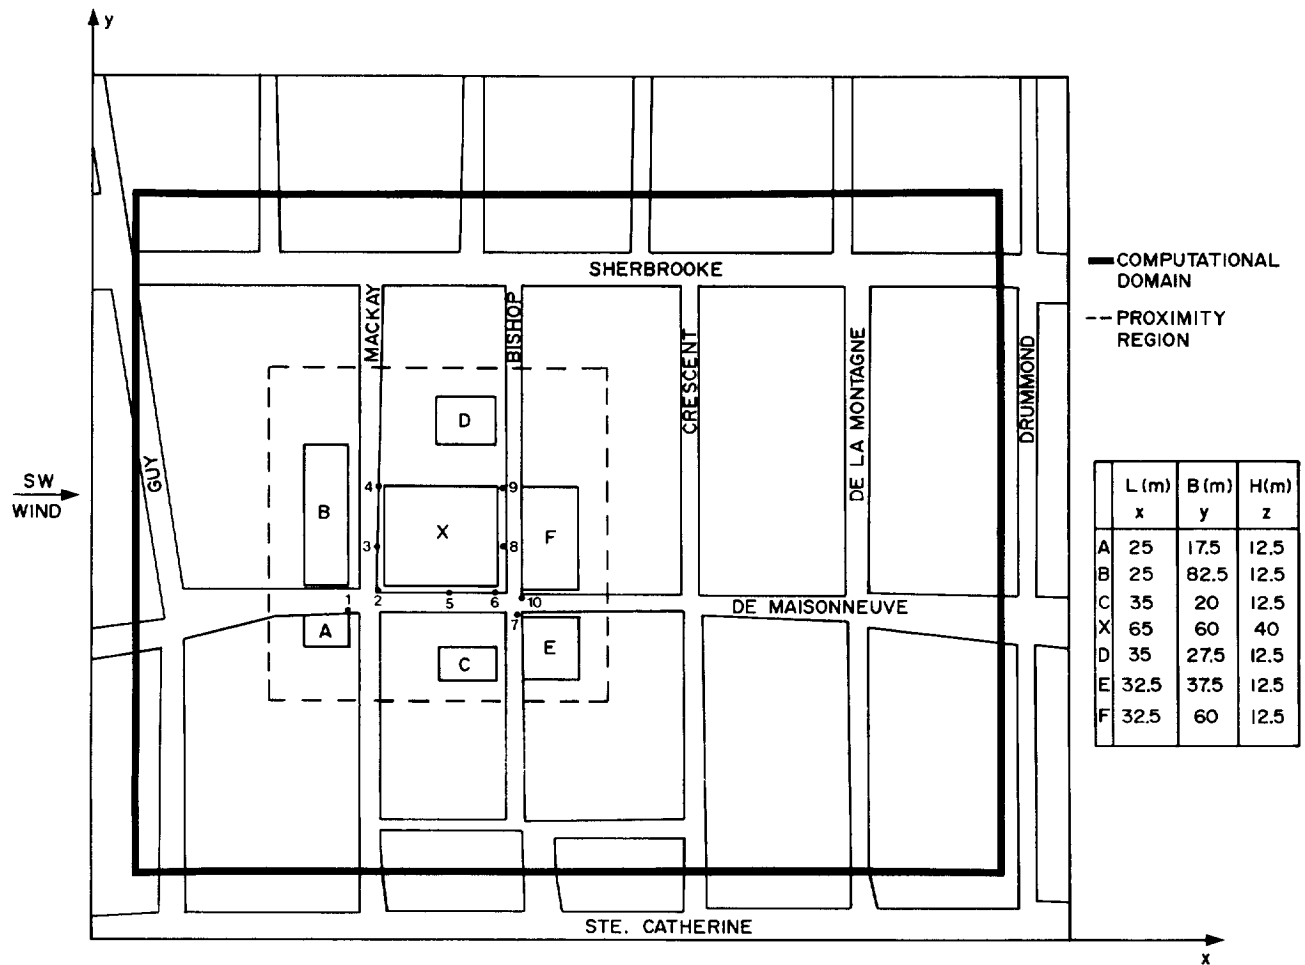 y
SHERBROOKE
COMPUTATIONAL
DOMAIN
PROXIMITY
REGION
MACKAY
BISHOP
CRESCENT
DE LA MONTAGNE
DRUMMOND
GUY
SW
WIND
D
4
9
B
X
F
3
8
1
2
5
6
10
DE MAISONNEUVE
7
A
C
E
STE. CATHERINE
x
L (m) B (m) H(m)
x y z
A 25 17.5 12.5
B 25 82.5 12.5
C 35 20 12.5
X 65 60 40
D 35 27.5 12.5
E 32.5 37.5 12.5
F 32.5 60 12.5